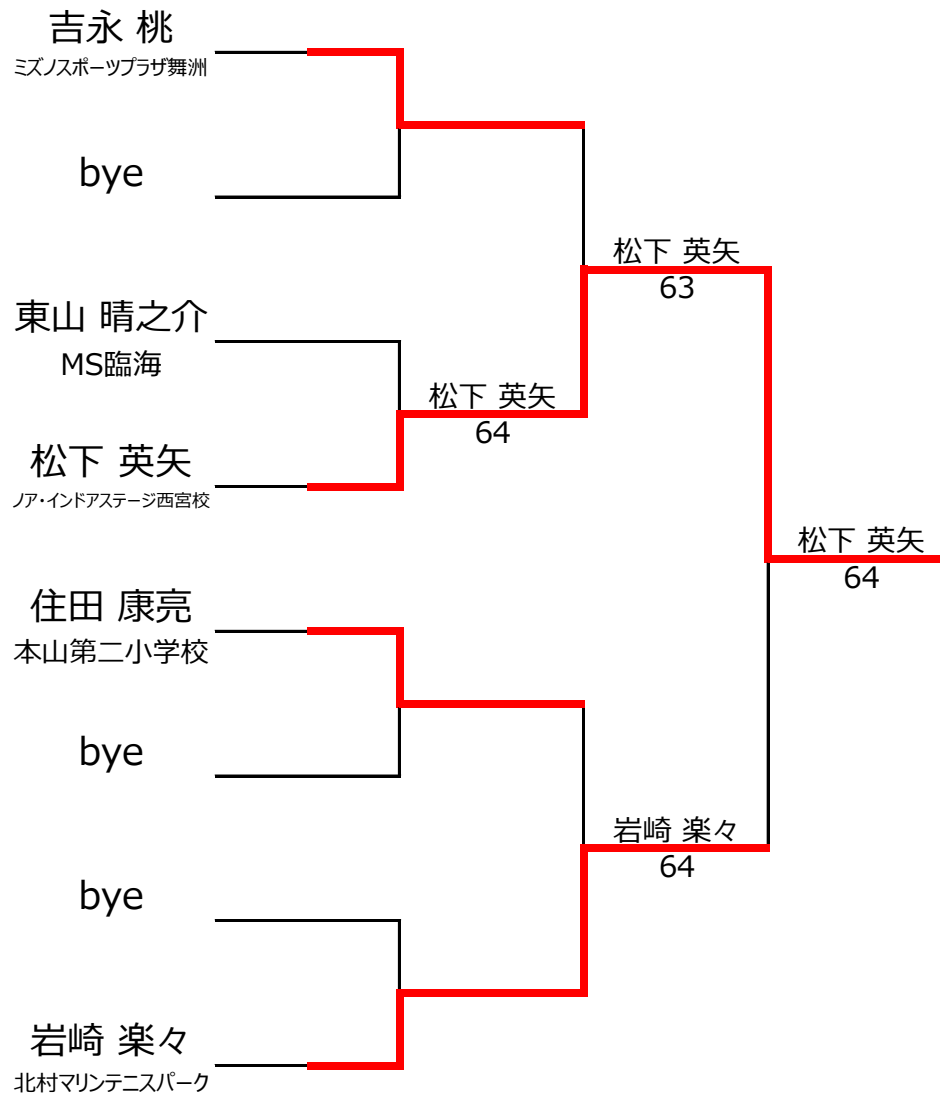 吉永 桃
ミズノスポーツプラザ舞洲
bye
東山 晴之介
MS臨海
松下 英矢
ノア・インドアステージ西宮校
住田 康亮
本山第二小学校
bye
bye
岩崎 楽々
北村マリンテニスパーク
松下 英矢
64
松下 英矢
63
岩崎 楽々
64
松下 英矢
64